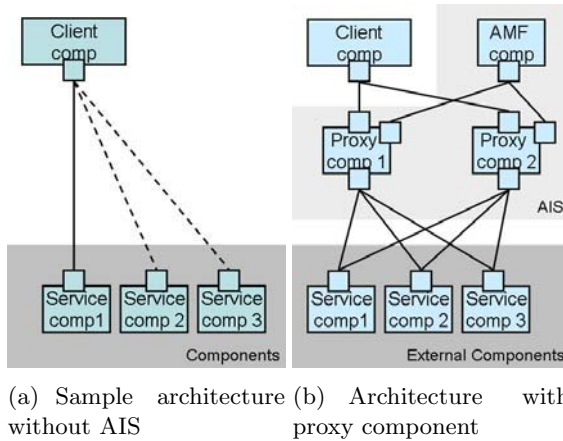 Client
comp
Service
comp1
Service
comp 2
Service
comp 3
Components
Client
comp
AMF
comp
Proxy
comp 1
Proxy
comp 2
AIS
Service
comp1
Service
comp 2
Service
comp 3
External Components
(a) Sample architecture
without AIS
(b) Architecture with
proxy component